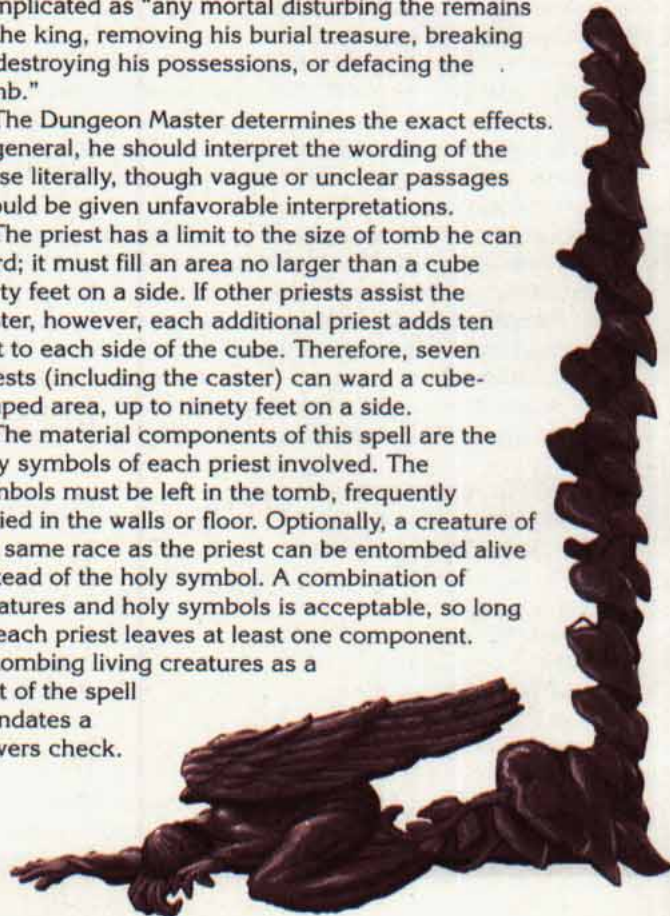 mplicated as "any mortal disturbing the remains
he king, removing his burial treasure, breaking
destroying his possessions, or defacing the
nb."
The Dungeon Master determines the exact effects.
general, he should interpret the wording of the
se literally, though vague or unclear passages
ould be given unfavorable interpretations.
The priest has a limit to the size of tomb he can
rd; it must fill an area no larger than a cube
ty feet on a side. If other priests assist the
ter, however, each additional priest adds ten
t to each side of the cube. Therefore, seven
ests (including the caster) can ward a cube-
ped area, up to ninety feet on a side.
The material components of this spell are the
y symbols of each priest involved. The
mbols must be left in the tomb, frequently
ied in the walls or floor. Optionally, a creature of
same race as the priest can be entombed alive
tead of the holy symbol. A combination of
atures and holy symbols is acceptable, so long
each priest leaves at least one component.
ombing living creatures as a
t of the spell
ndates a
wers check.